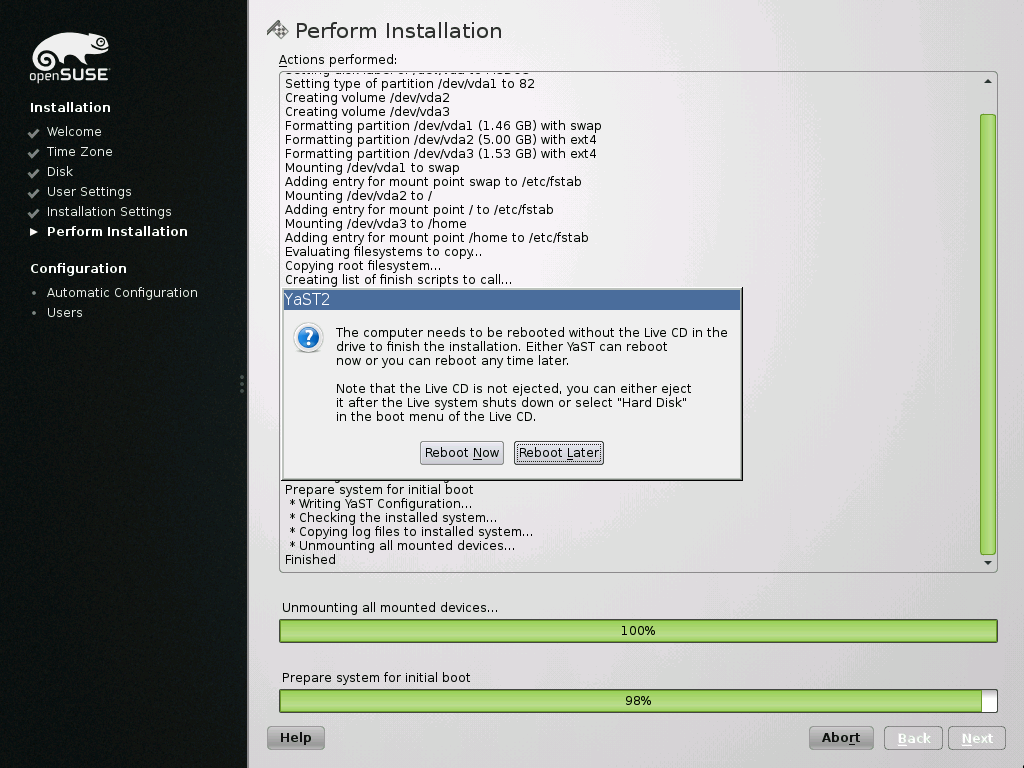 openSUSE
Installation
Welcome
Time Zone
Disk
User Settings
Installation Settings
Perform Installation
Configuration
Automatic Configuration
Users
Perform Installation
Actions performed:
Setting type of partition /dev/vda1 to 82
Creating volume /dev/vda2
Creating volume /dev/vda3
Formatting partition /dev/vda1 (1.46 GB) with swap
Formatting partition /dev/vda2 (5.00 GB) with ext4
Formatting partition /dev/vda3 (1.53 GB) with ext4
Mounting /dev/vda1 to swap
Adding entry for mount point swap to /etc/fstab
Mounting /dev/vda2 to /
Adding entry for mount point / to /etc/fstab
Mounting /dev/vda3 to /home
Adding entry for mount point /home to /etc/fstab
Evaluating filesystems to copy...
Copying root filesystem...
Creating list of finish scripts to call...
YaST2
The computer needs to be rebooted without the Live CD in the
drive to finish the installation. Either YaST can reboot
now or you can reboot any time later.
Note that the Live CD is not ejected, you can either eject
it after the Live system shuts down or select "Hard Disk"
in the boot menu of the Live CD.
Reboot Now Reboot Later
Prepare system for initial boot
* Writing YaST Configuration...
* Checking the installed system...
* Copying log files to installed system...
* Unmounting all mounted devices...
Finished
Unmounting all mounted devices...
100%
Prepare system for initial boot
98%
Help Abort Back Next